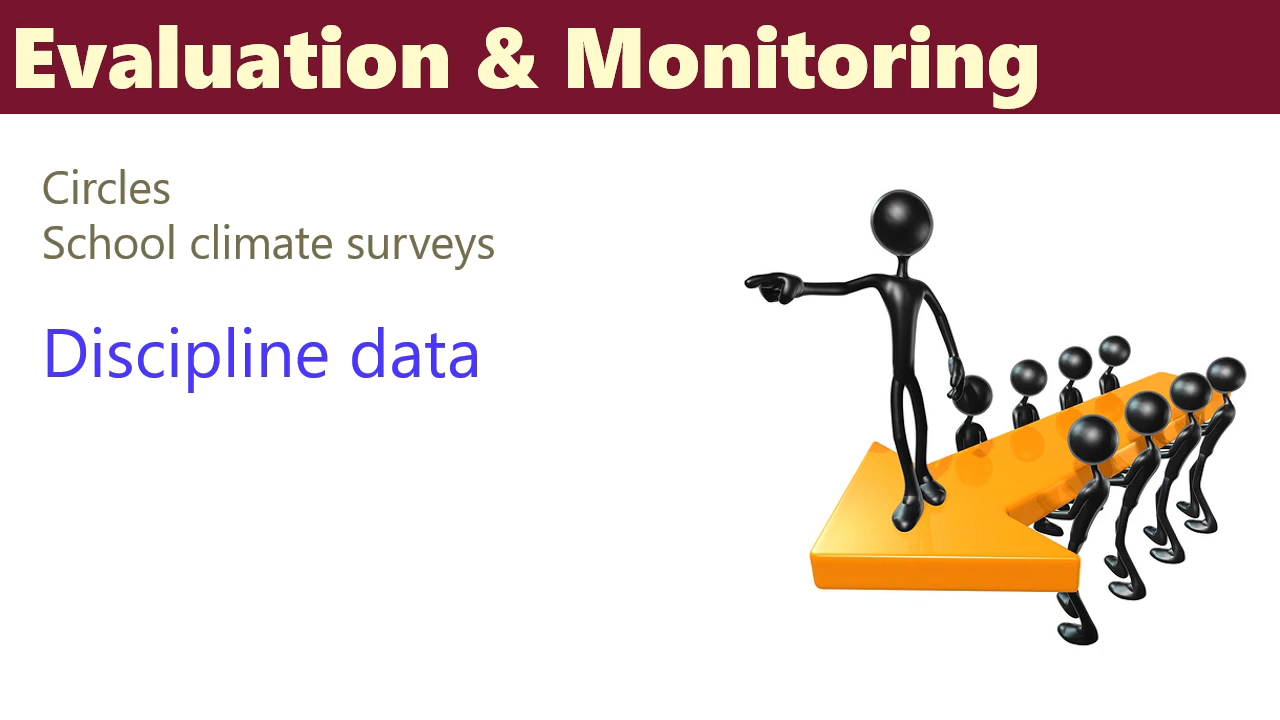 Evaluation & Monitoring
Circles
School climate surveys
Discipline data